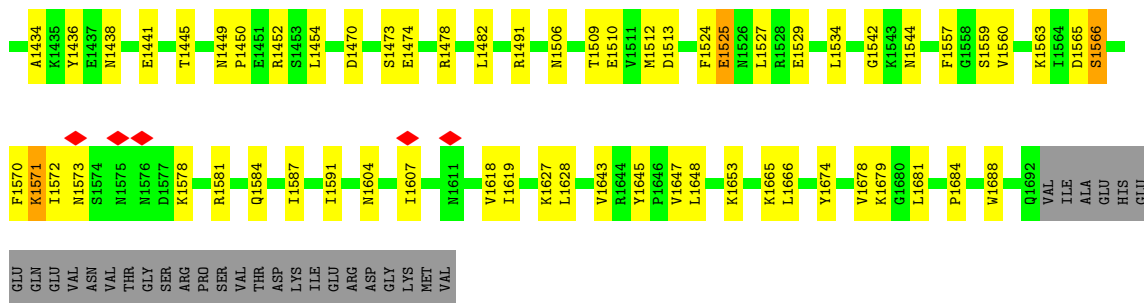 A1434 K1435 Y1436 E1437 N1438 E1441 T1445 N1449 P1450 E1451 R1452 S1453 L1454 D1470 S1473 E1474 R1478 L1482 R1491 N1506 T1509 E1510 V1511 M1512 D1513 F1524 E1525 N1526 L1527 R1528 E1529 L1534 G1542 K1543 N1544 F1557 G1558 S1559 V1560 K1563 I1564 D1565 S1566
F1570 K1571 I1572 N1573 S1574 N1575 N1576 D1577 K1578 R1581 Q1584 I1587 I1591 N1604 I1607 N1611 V1618 I1619 K1627 L1628 V1643 R1644 Y1645 P1646 V1647 L1648 K1653 K1665 L1666 Y1674 V1678 K1679 G1680 L1681 P1684 W1688 Q1692 VAL ILE ALA GLU HIS GLU
GLU GLN GLU VAL ASN VAL THR GLY SER ARG PRO SER VAL THR ASP LYS ILE GLU ARG ASP GLY LYS MET VAL